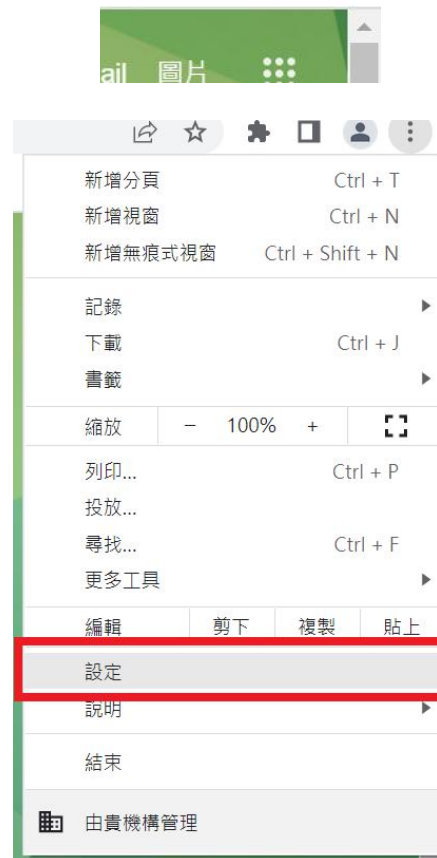 ail 圖片
新增分頁 Ctrl + T
新增視窗 Ctrl + N
新增無痕式視窗 Ctrl + Shift + N
記錄
下載 Ctrl + J
書籤
縮放 － 100% +
列印... Ctrl + P
投放...
尋找... Ctrl + F
更多工具
編輯 剪下 複製 貼上
設定
說明
結束
由貴機構管理